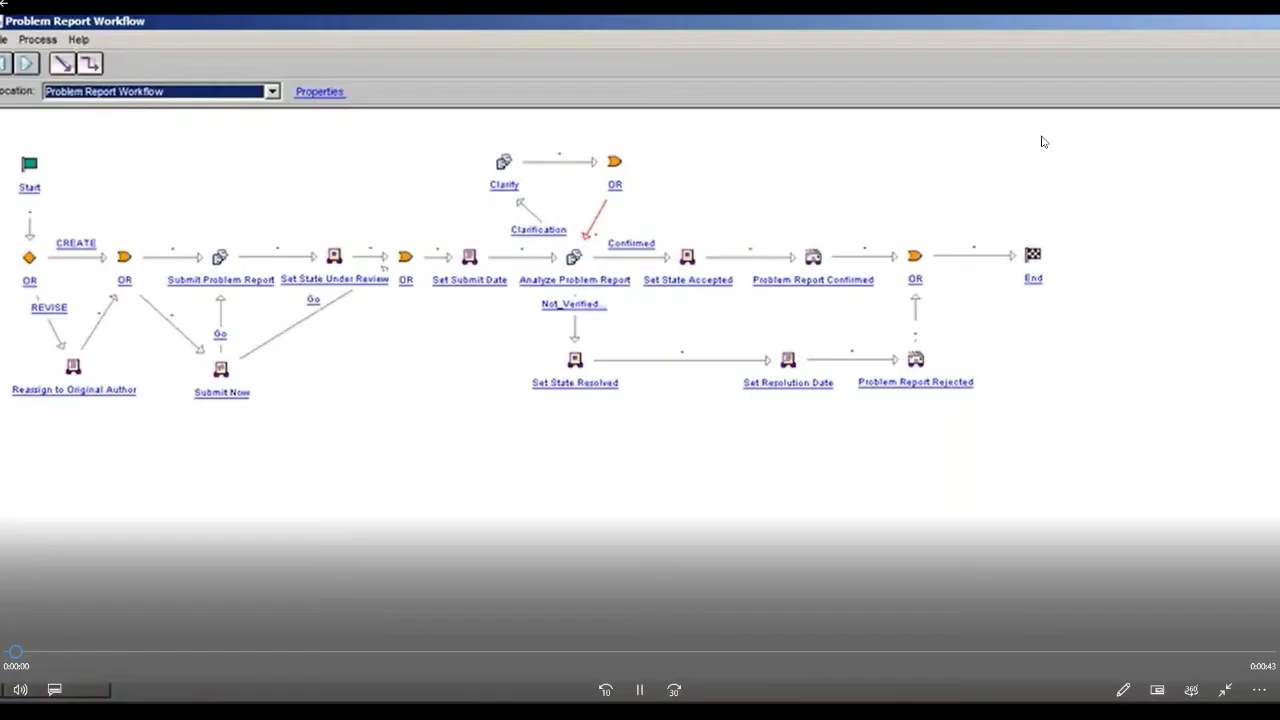 Problem Report Workflow
le Process Help
ocation: Problem Report Workflow Properties
Start
Clarify
OR
Clarification
CREATE
Confirmed
OR
OR
Submit Problem Report
Set State Under Review
OR
Set Submit Date
Analyze Problem Report
Set State Accepted
Problem Report Confirmed
OR
End
REVISE
Go
Not_Verified...
Go
Reassign to Original Author
Submit Now
Set State Resolved
Set Resolution Date
Problem Report Rejected
0:00:00
0:00:43
10
30
360